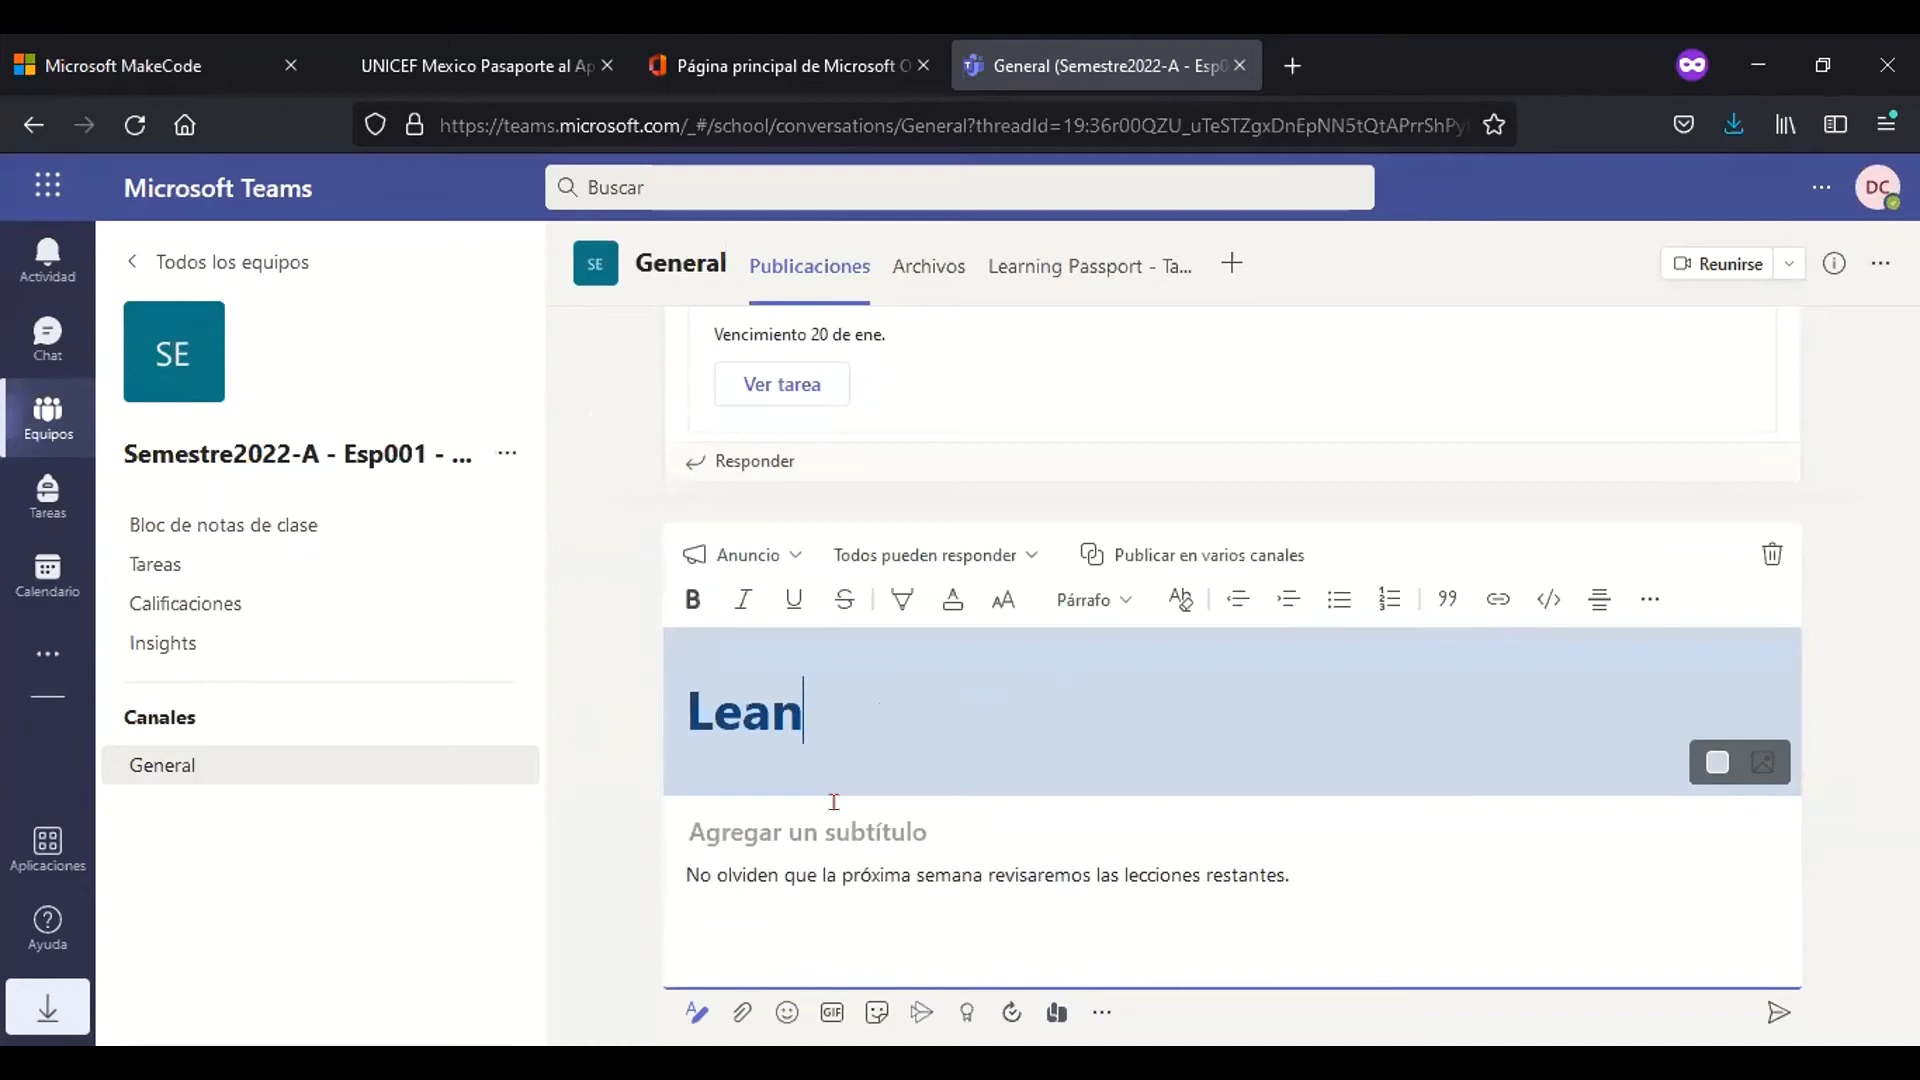 Microsoft MakeCode
UNICEF Mexico Pasaporte al Ap
Página principal de Microsoft O
General (Semestre2022-A - Esp0
https://teams.microsoft.com/_#/school/conversations/General?threadId=19:36r00QZU_uTeSTZgxDnEpNN5tQtAPrrShPy
Microsoft Teams
Buscar
DC
Actividad
Chat
Equipos
Tareas
Calendario
Aplicaciones
Ayuda
Todos los equipos
SE
Semestre2022-A - Esp001 - ...
Bloc de notas de clase
Tareas
Calificaciones
Insights
Canales
General
SE
General
Publicaciones
Archivos
Learning Passport - Ta...
Reunirse
Vencimiento 20 de ene.
Ver tarea
Responder
Anuncio
Todos pueden responder
Publicar en varios canales
Párrafo
Lean
Agregar un subtítulo
No olviden que la próxima semana revisaremos las lecciones restantes.
GIF